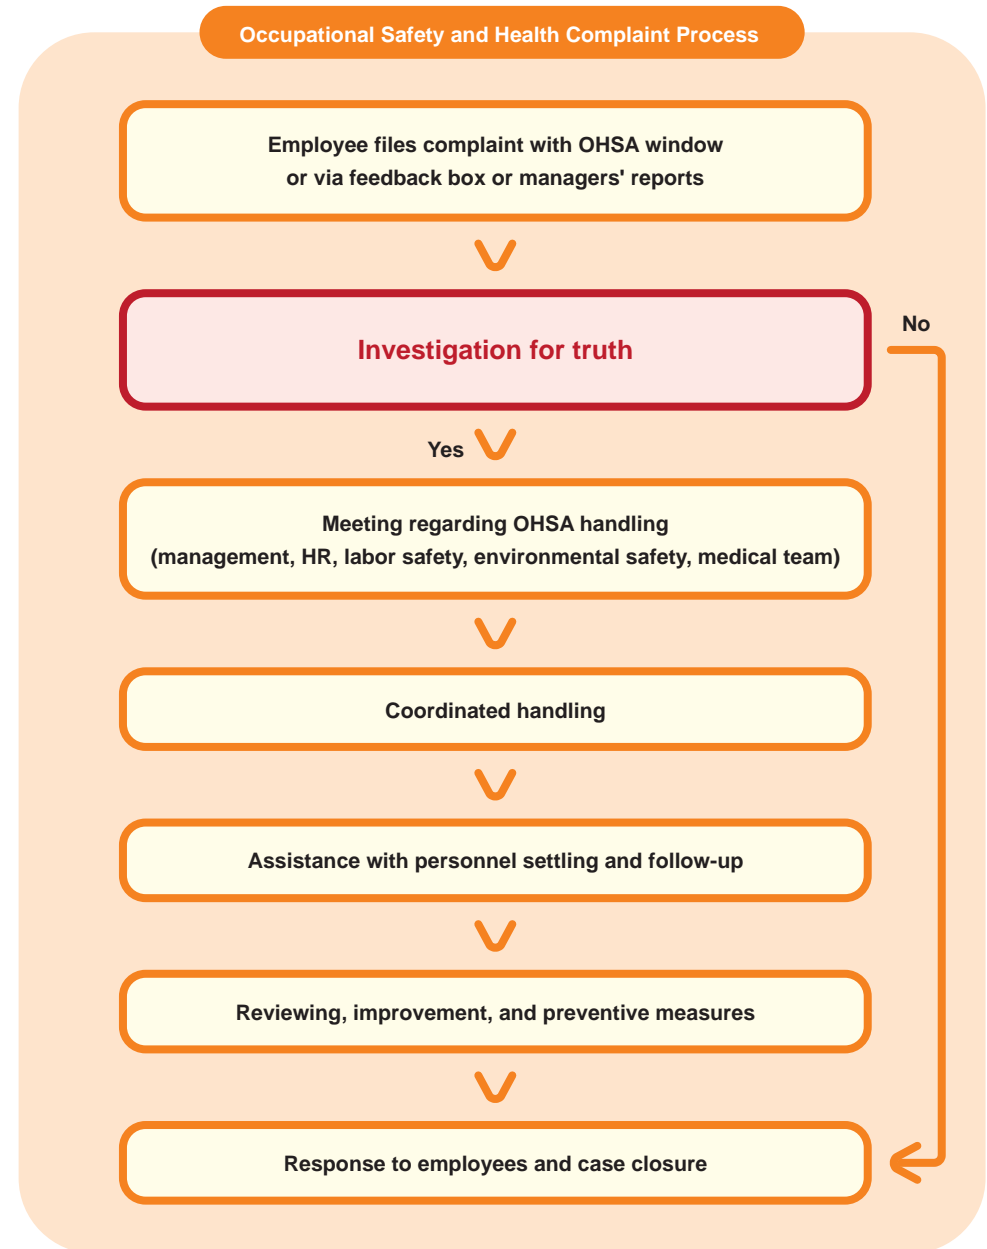 Occupational Safety and Health Complaint Process
Employee files complaint with OHSA window
or via feedback box or managers' reports
No
Investigation for truth
Yes
Meeting regarding OHSA handling
(management, HR, labor safety, environmental safety, medical team)
Coordinated handling
Assistance with personnel settling and follow-up
Reviewing, improvement, and preventive measures
Response to employees and case closure